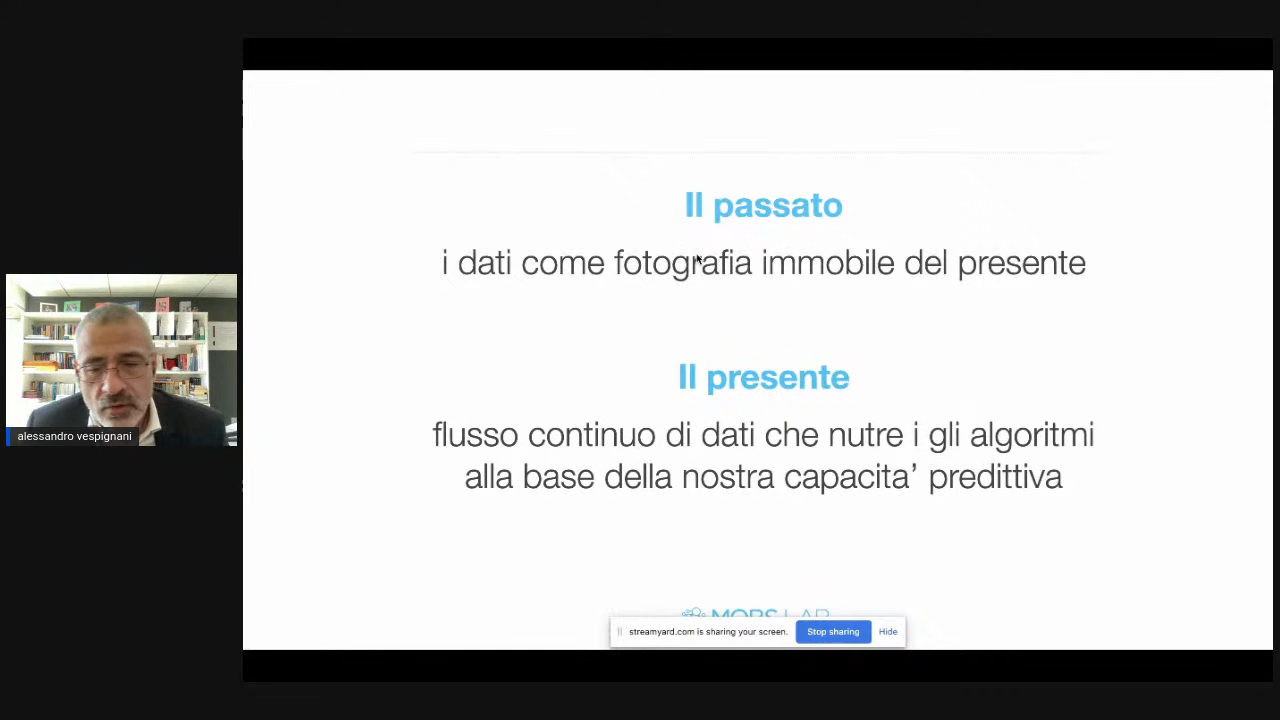 Il passato
i dati come fotografia immobile del presente
Il presente
flusso continuo di dati che nutre i gli algoritmi
alla base della nostra capacita’ predittiva
alessandro vespignani
streamyard.com is sharing your screen.
Stop sharing
Hide